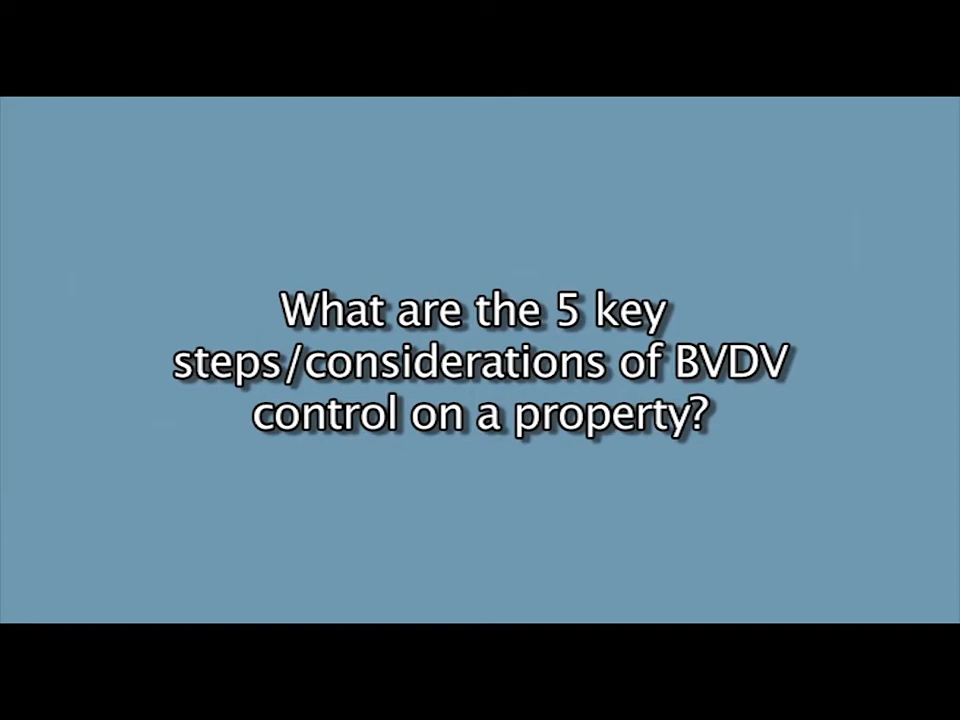 What are the 5 key
steps/considerations of BVDV
control on a property?